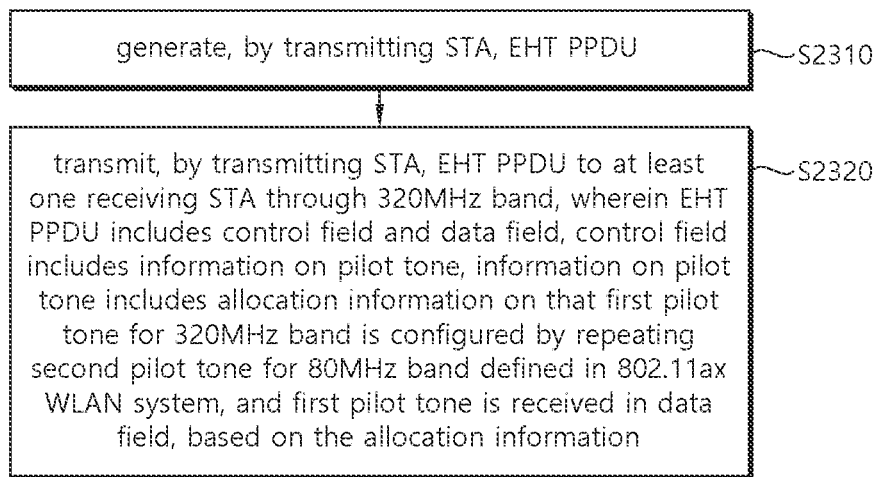 generate, by transmitting STA, EHT PPDU
S2310
transmit, by transmitting STA, EHT PPDU to at least
one receiving STA through 320MHz band, wherein EHT
PPDU includes control field and data field, control field
includes information on pilot tone, information on pilot
tone includes allocation information on that first pilot
tone for 320MHz band is configured by repeating
second pilot tone for 80MHz band defined in 802.11ax
WLAN system, and first pilot tone is received in data
field, based on the allocation information
S2320